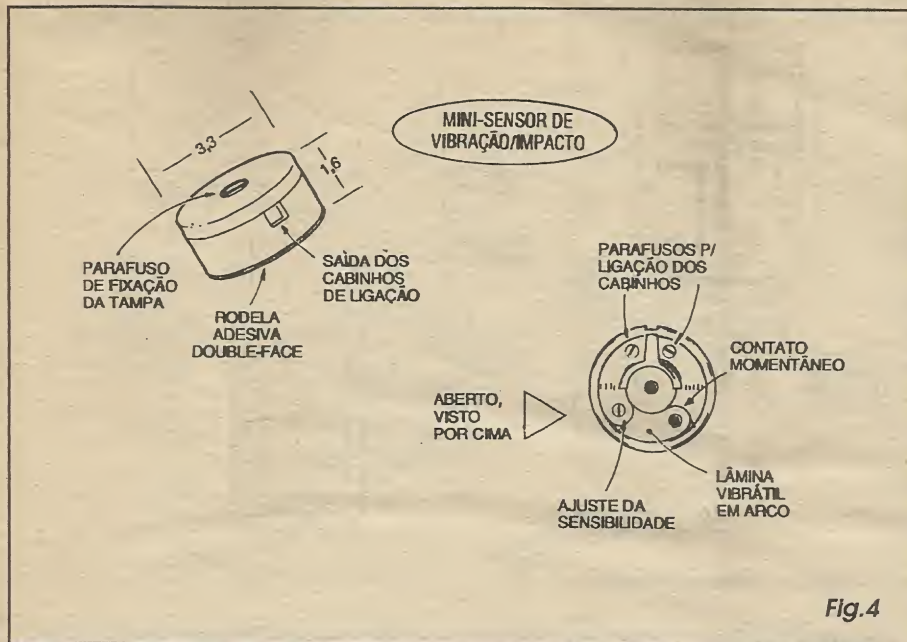 MINI-SENSOR DE
VIBRAÇÃO/IMPACTO
3,3
1,6
PARAFUSO
DE FIXAÇÃO
DA TAMPA
SAÍDA DOS
CABINHOS
DE LIGAÇÃO
RODELA
ADESIVA
DOUBLE-FACE
PARAFUSOS P/
LIGAÇÃO DOS
CABINHOS
CONTATO
MOMENTÂNEO
ABERTO,
VISTO
POR CIMA
LÂMINA
VIBRÁTIL
EM ARCO
AJUSTE DA
SENSIBILIDADE
Fig.4